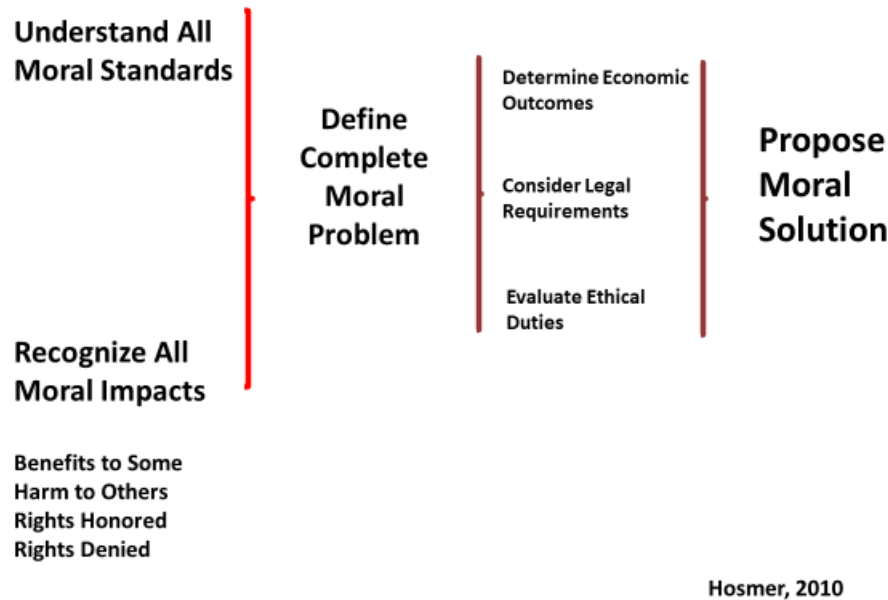 Understand All
Moral Standards
Recognize All
Moral Impacts
Benefits to Some
Harm to Others
Rights Honored
Rights Denied
Define
Complete
Moral
Problem
Determine Economic
Outcomes
Consider Legal
Requirements
Evaluate Ethical
Duties
Propose
Moral
Solution
Hosmer, 2010